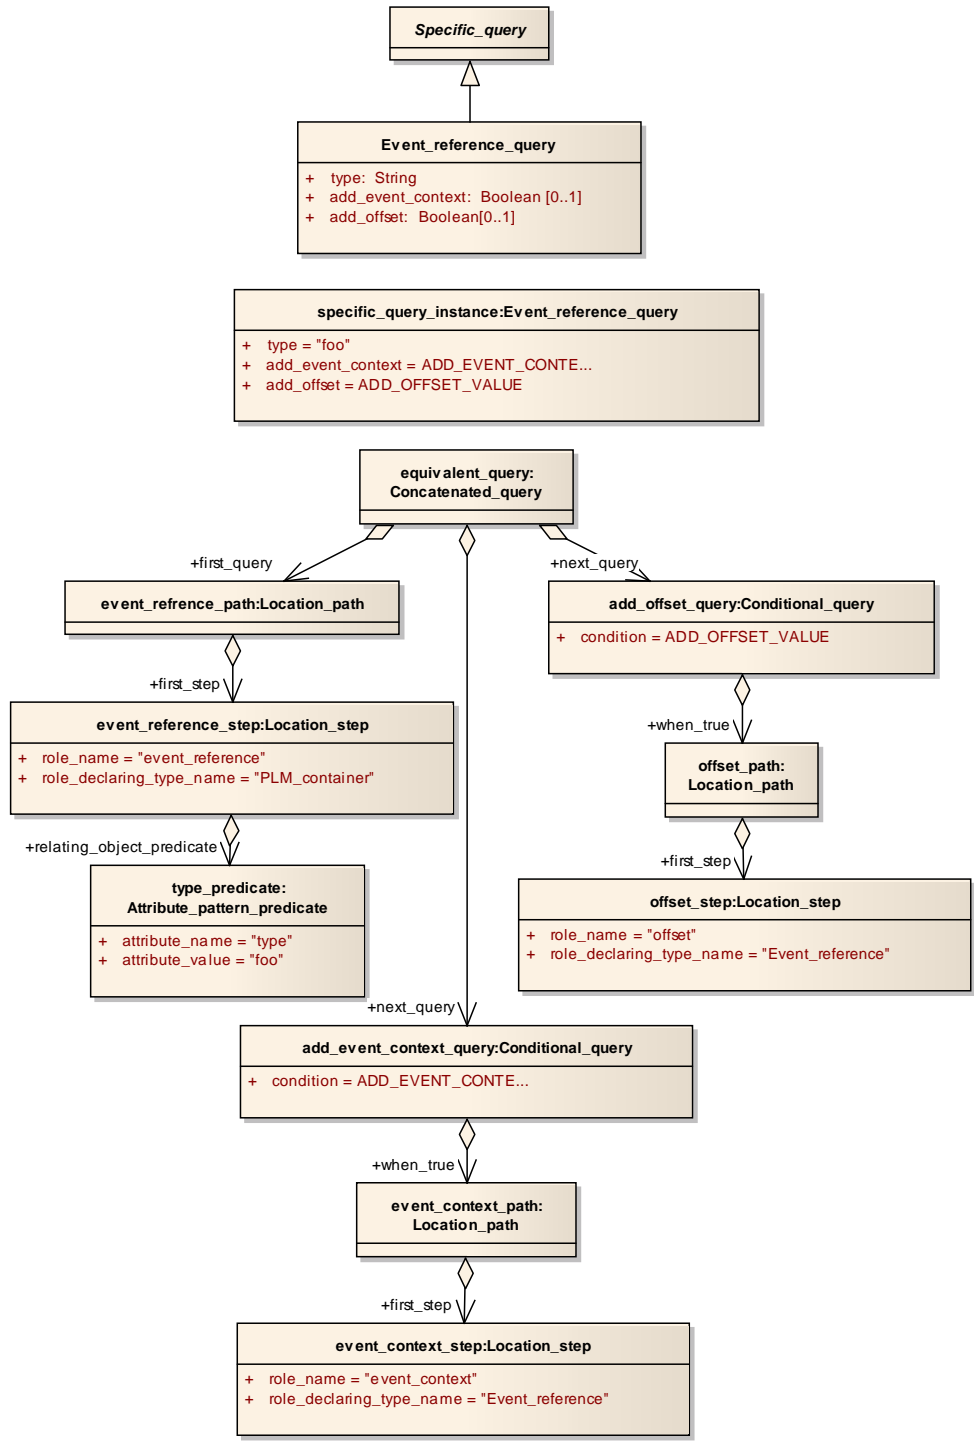 Specific_query
Event_reference_query
+ type: String
+ add_event_context: Boolean [0..1]
+ add_offset: Boolean[0..1]
specific_query_instance:Event_reference_query
+ type = "foo"
+ add_event_context = ADD_EVENT_CONTE...
+ add_offset = ADD_OFFSET_VALUE
equivalent_query:
Concatenated_query
+first_query
+next_query
event_refrence_path:Location_path
add_offset_query:Conditional_query
+ condition = ADD_OFFSET_VALUE
+first_step
+when_true
event_reference_step:Location_step
+ role_name = "event_reference"
+ role_declaring_type_name = "PLM_container"
offset_path:
Location_path
+relating_object_predicate
+first_step
type_predicate:
Attribute_pattern_predicate
+ attribute_name = "type"
+ attribute_value = "foo"
offset_step:Location_step
+ role_name = "offset"
+ role_declaring_type_name = "Event_reference"
+next_query
add_event_context_query:Conditional_query
+ condition = ADD_EVENT_CONTE...
+when_true
event_context_path:
Location_path
+first_step
event_context_step:Location_step
+ role_name = "event_context"
+ role_declaring_type_name = "Event_reference"